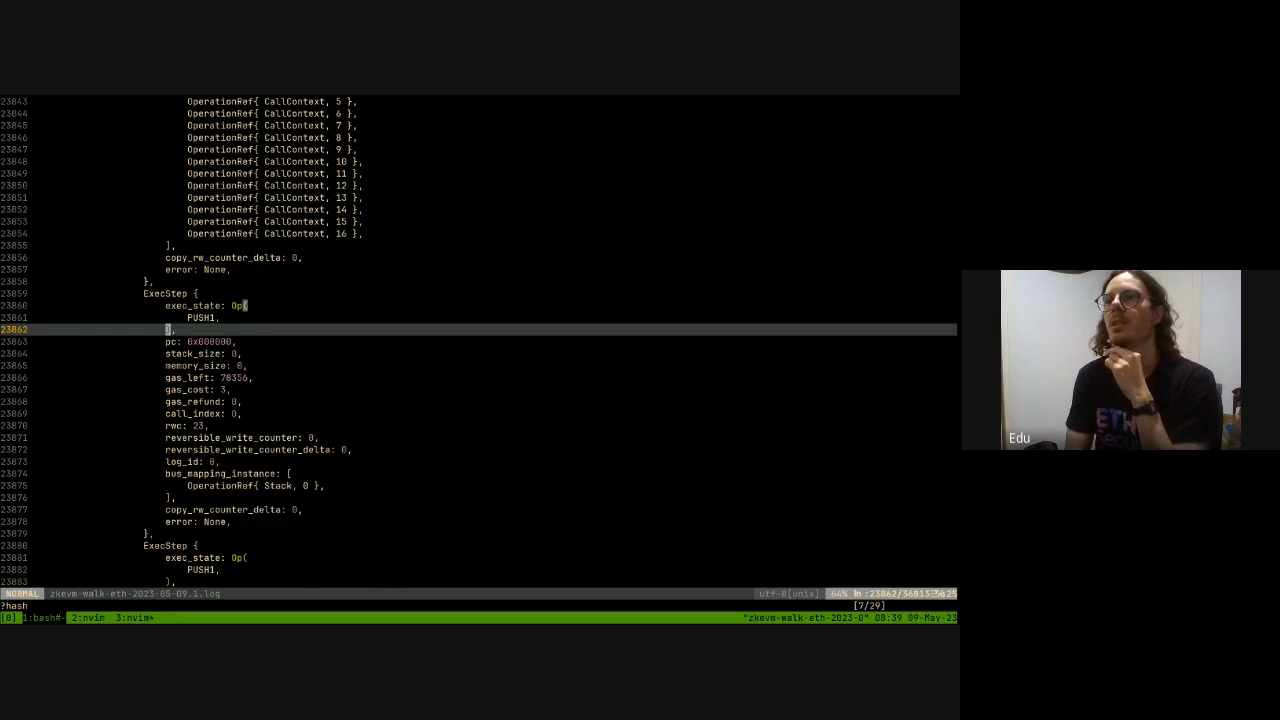 23843 OperationRef{ CallContext, 5 },
23844 OperationRef{ CallContext, 6 },
23845 OperationRef{ CallContext, 7 },
23846 OperationRef{ CallContext, 8 },
23847 OperationRef{ CallContext, 9 },
23848 OperationRef{ CallContext, 10 },
23849 OperationRef{ CallContext, 11 },
23850 OperationRef{ CallContext, 12 },
23851 OperationRef{ CallContext, 13 },
23852 OperationRef{ CallContext, 14 },
23853 OperationRef{ CallContext, 15 },
23854 OperationRef{ CallContext, 16 },
23855 ],
23856 copy_rw_counter_delta: 0,
23857 error: None,
23858 },
23859 ExecStep {
23860 exec_state: Op(
23861 PUSH1,
23862 ),
23863 pc: 0x000000,
23864 stack_size: 0,
23865 memory_size: 0,
23866 gas_left: 78356,
23867 gas_cost: 3,
23868 gas_refund: 0,
23869 call_index: 0,
23870 rwc: 23,
23871 reversible_write_counter: 0,
23872 reversible_write_counter_delta: 0,
23873 log_id: 0,
23874 bus_mapping_instance: [
23875 OperationRef{ Stack, 0 },
23876 ],
23877 copy_rw_counter_delta: 0,
23878 error: None,
23879 },
23880 ExecStep {
23881 exec_state: Op(
23882 PUSH1,
23883 ),
NORMAL zkevm-walk-eth-2023-05-09.1.log utf-8[unix] 64% ln :23862/36813
?hash [7/29]
[0] 1:bash#- 2:nvim 3:nvim* "zkevm-walk-eth-2023-0" 08:39 09-May-23
ETH
Edu